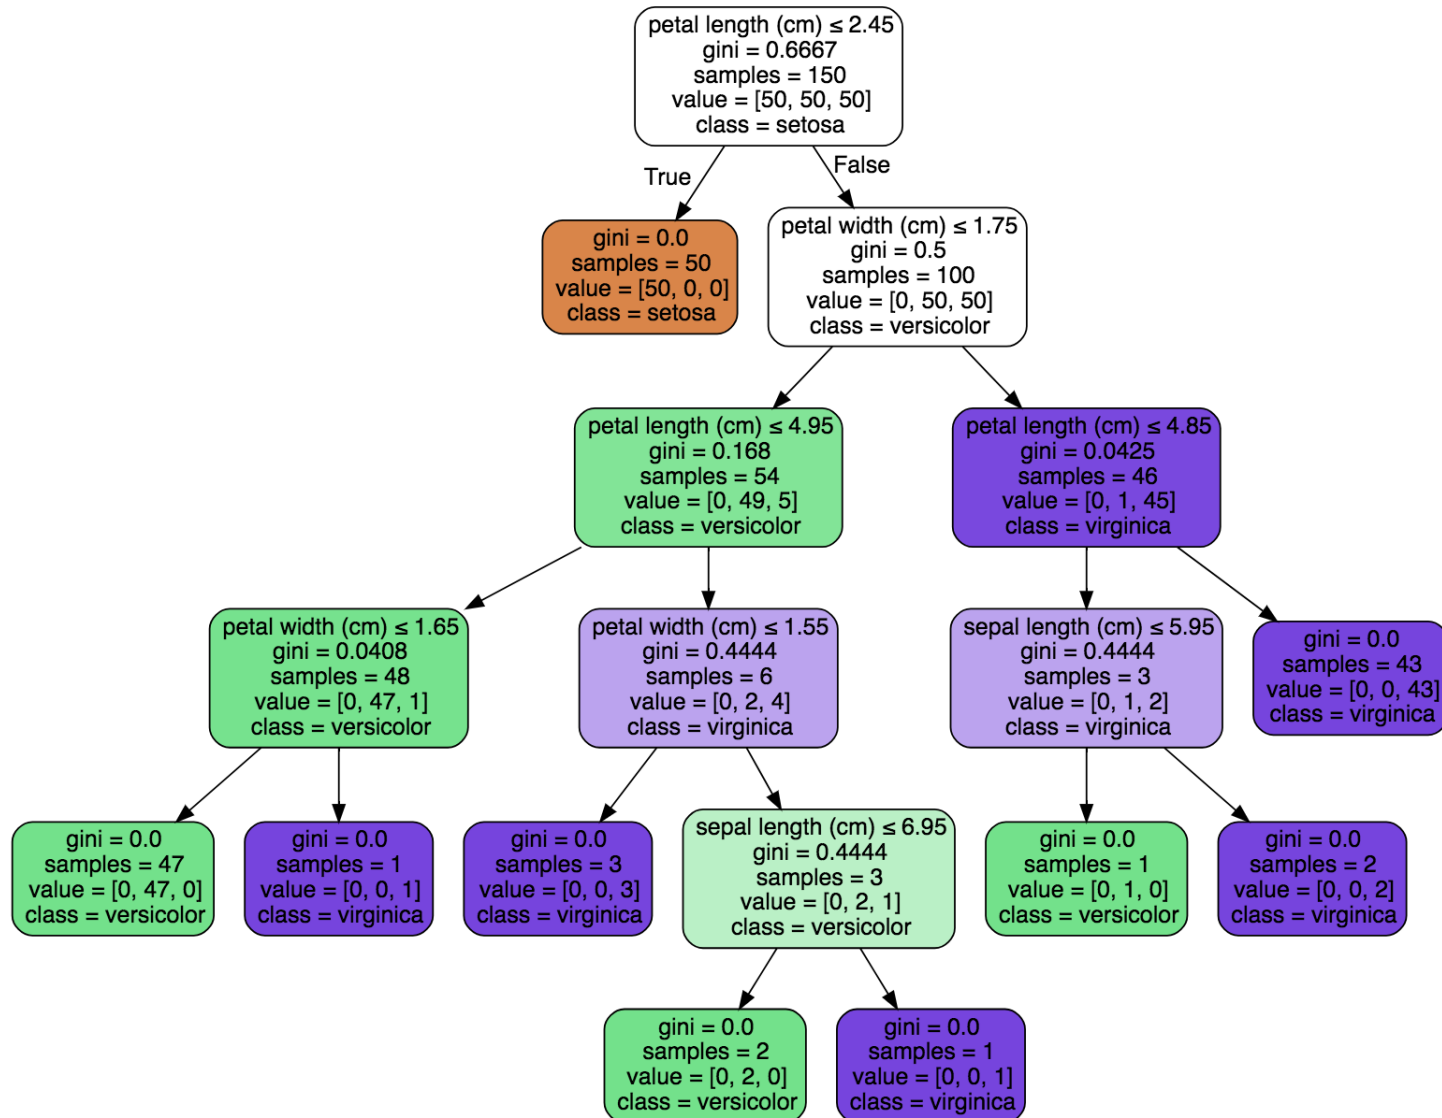 petal length (cm) ≤ 2.45
gini = 0.6667
samples = 150
value = [50, 50, 50]
class = setosa
True
False
gini = 0.0
samples = 50
value = [50, 0, 0]
class = setosa
petal width (cm) ≤ 1.75
gini = 0.5
samples = 100
value = [0, 50, 50]
class = versicolor
petal length (cm) ≤ 4.95
gini = 0.168
samples = 54
value = [0, 49, 5]
class = versicolor
petal length (cm) ≤ 4.85
gini = 0.0425
samples = 46
value = [0, 1, 45]
class = virginica
petal width (cm) ≤ 1.65
gini = 0.0408
samples = 48
value = [0, 47, 1]
class = versicolor
petal width (cm) ≤ 1.55
gini = 0.4444
samples = 6
value = [0, 2, 4]
class = virginica
sepal length (cm) ≤ 5.95
gini = 0.4444
samples = 3
value = [0, 1, 2]
class = virginica
gini = 0.0
samples = 43
value = [0, 0, 43]
class = virginica
gini = 0.0
samples = 47
value = [0, 47, 0]
class = versicolor
gini = 0.0
samples = 1
value = [0, 0, 1]
class = virginica
gini = 0.0
samples = 3
value = [0, 0, 3]
class = virginica
sepal length (cm) ≤ 6.95
gini = 0.4444
samples = 3
value = [0, 2, 1]
class = versicolor
gini = 0.0
samples = 1
value = [0, 1, 0]
class = versicolor
gini = 0.0
samples = 2
value = [0, 0, 2]
class = virginica
gini = 0.0
samples = 2
value = [0, 2, 0]
class = versicolor
gini = 0.0
samples = 1
value = [0, 0, 1]
class = virginica